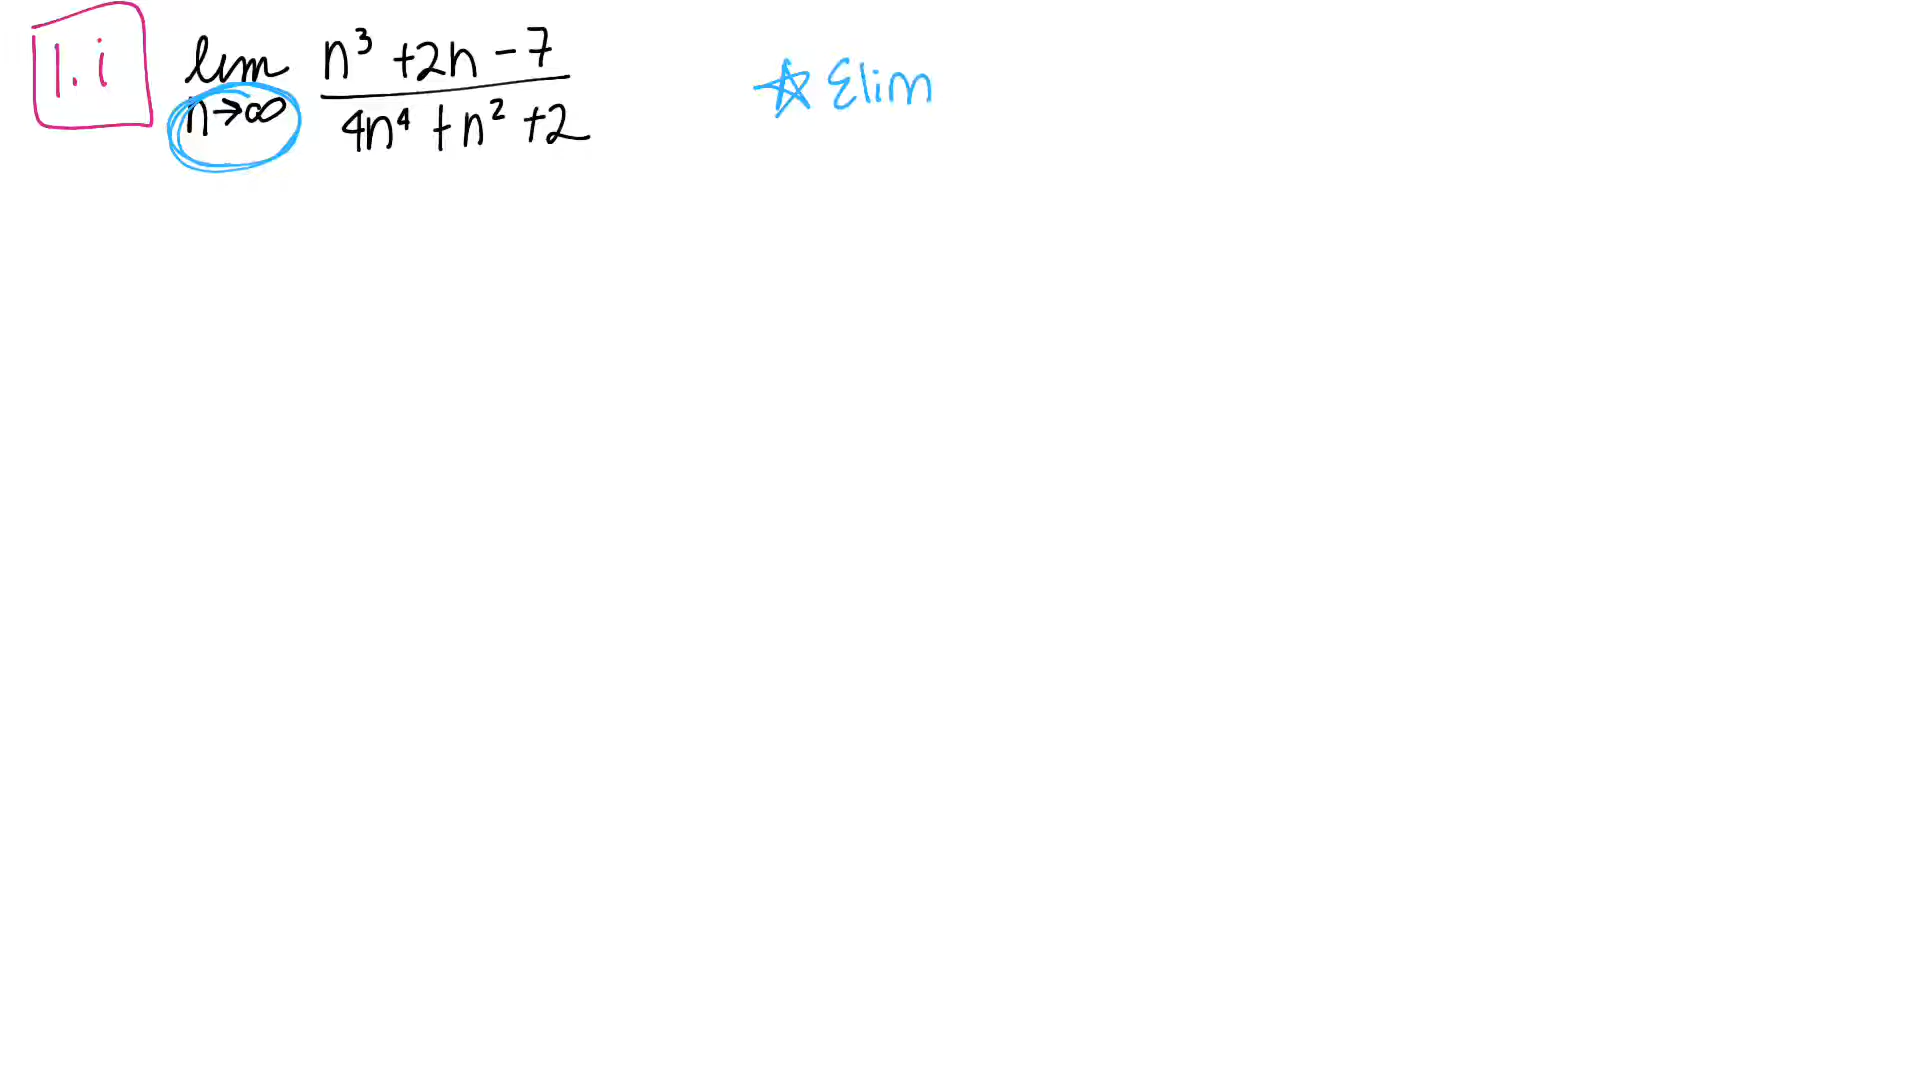 1. i lim n→∞ n³ + 2n - 7 / 4n⁴ + n² + 2
☆ Elim